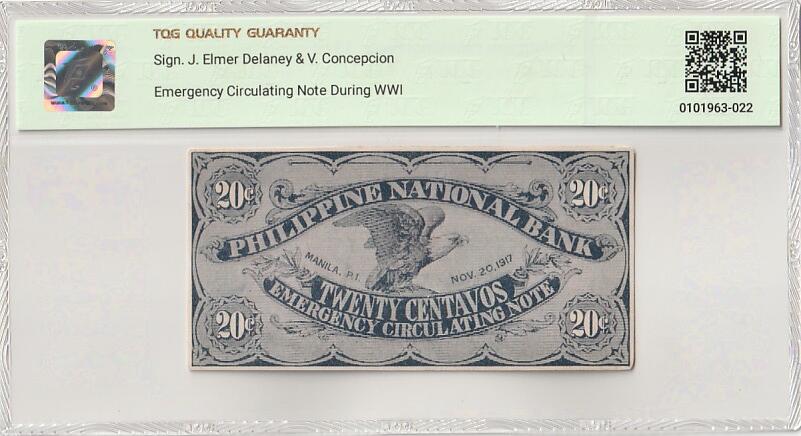 TQG QUALITY GUARANTY
Sign. J. Elmer Delaney & V. Concepcion
Emergency Circulating Note During WWI
0101963-022
20¢ 20¢
PHILIPPINE NATIONAL BANK
MANILA, P.I. NOV. 20, 1917
TWENTY CENTAVOS
EMERGENCY CIRCULATING NOTE
20¢ 20¢